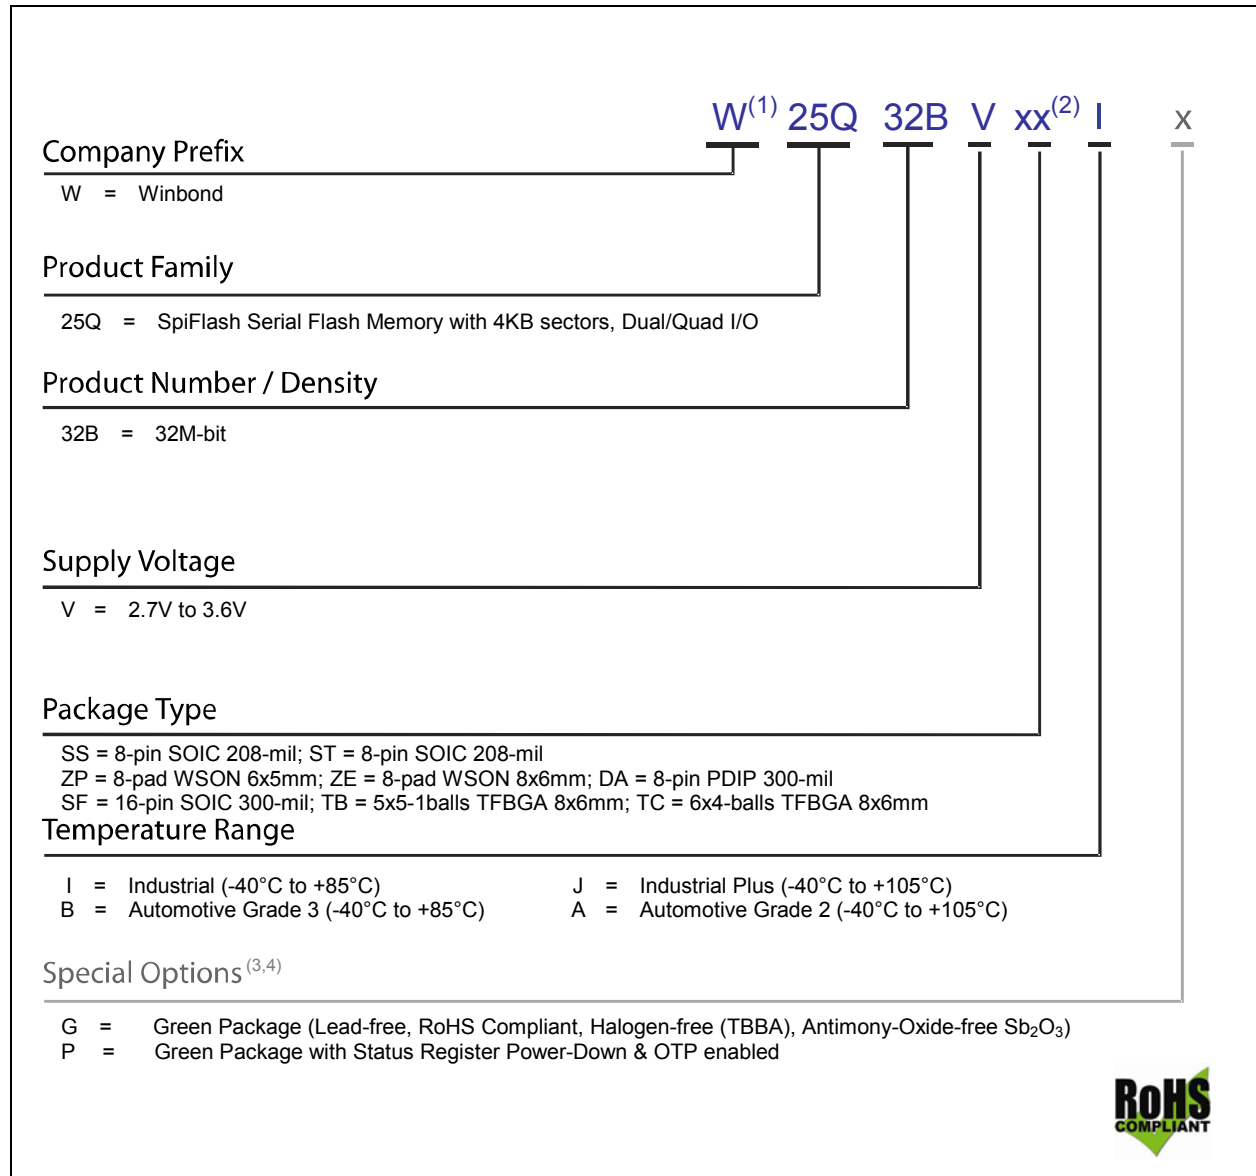 W(1) 25Q 32B V xx(2) I x
Company Prefix
W = Winbond
Product Family
25Q = SpiFlash Serial Flash Memory with 4KB sectors, Dual/Quad I/O
Product Number / Density
32B = 32M-bit
Supply Voltage
V = 2.7V to 3.6V
Package Type
SS = 8-pin SOIC 208-mil; ST = 8-pin SOIC 208-mil
ZP = 8-pad WSON 6x5mm; ZE = 8-pad WSON 8x6mm; DA = 8-pin PDIP 300-mil
SF = 16-pin SOIC 300-mil; TB = 5x5-1balls TFBGA 8x6mm; TC = 6x4-balls TFBGA 8x6mm
Temperature Range
I = Industrial (-40°C to +85°C) J = Industrial Plus (-40°C to +105°C)
B = Automotive Grade 3 (-40°C to +85°C) A = Automotive Grade 2 (-40°C to +105°C)
Special Options (3,4)
G = Green Package (Lead-free, RoHS Compliant, Halogen-free (TBBA), Antimony-Oxide-free Sb₂O₃)
P = Green Package with Status Register Power-Down & OTP enabled
RoHS
COMPLIANT